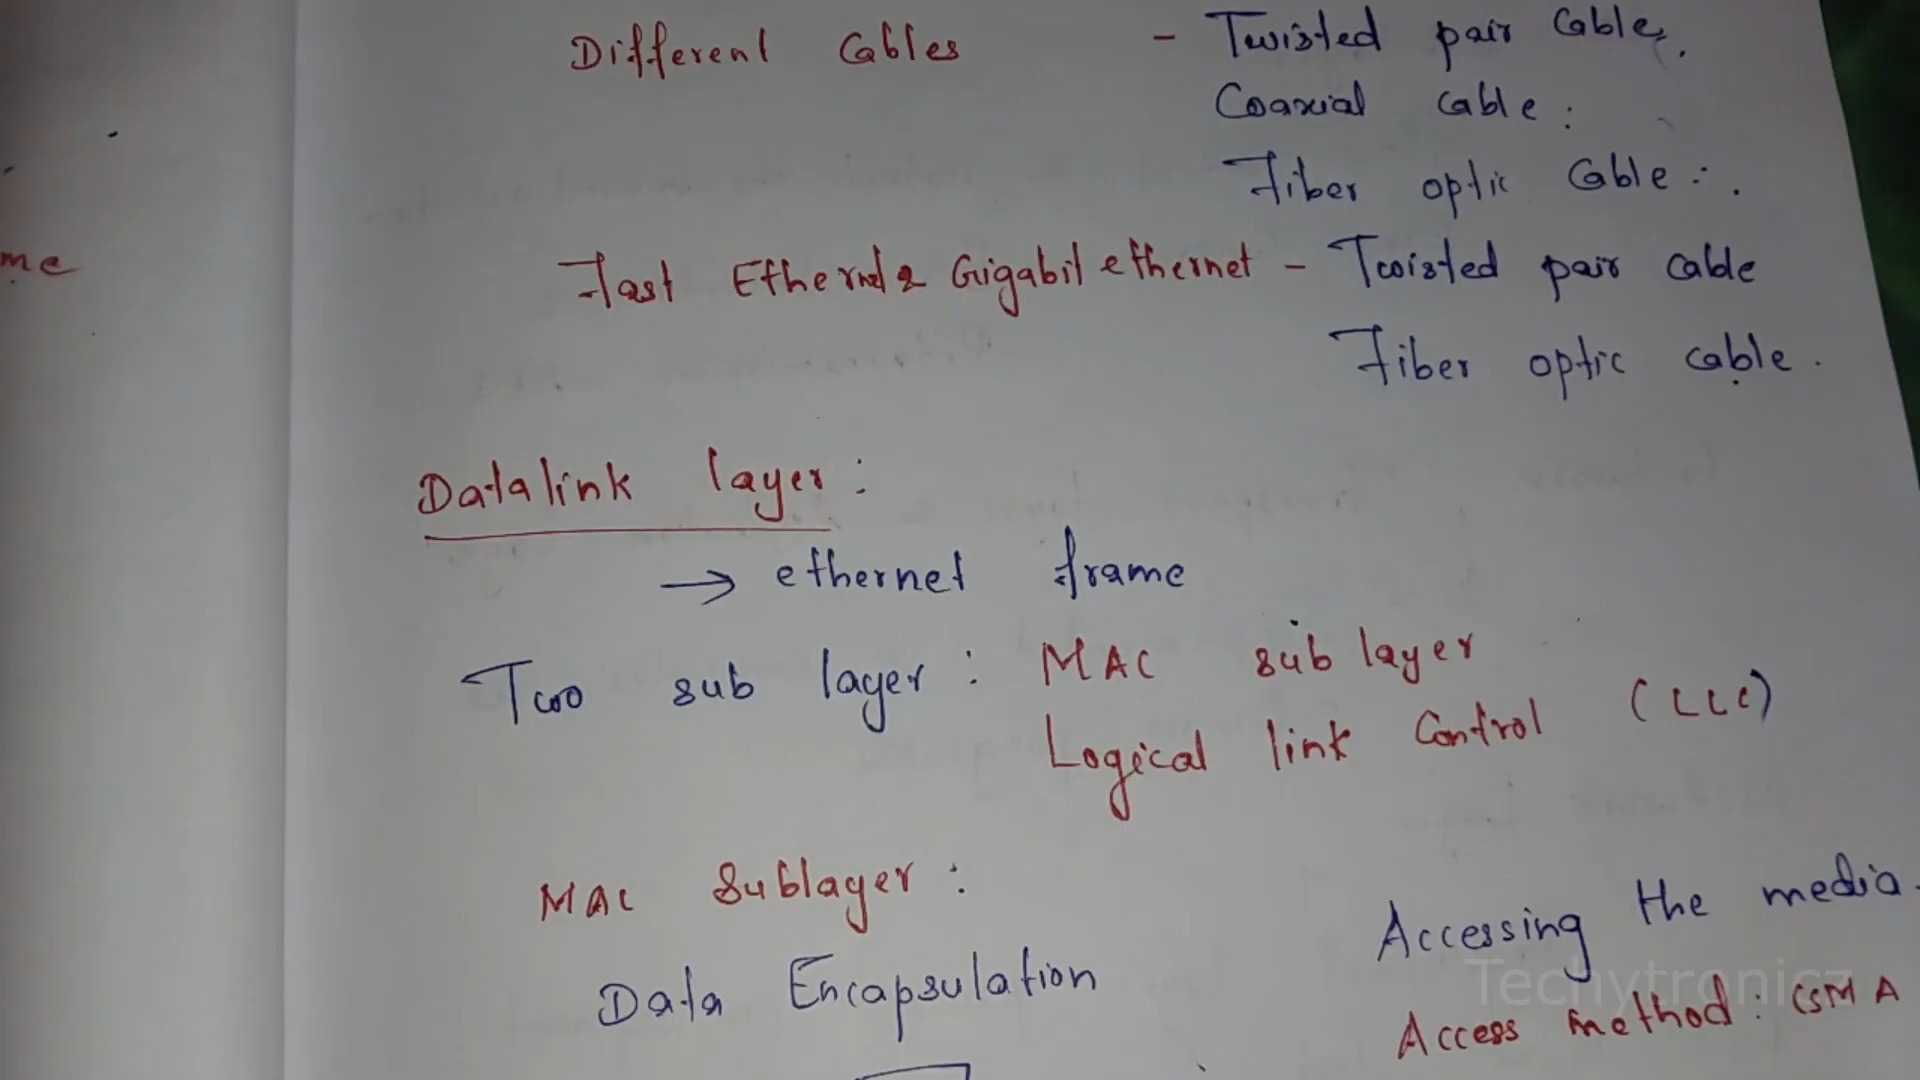 Different Cables - Twisted pair Cable,
Coaxial Cable :
Fiber optic Cable :.
me
Fast Ethernet & Gigabit ethernet - Twisted pair cable
Fiber optic cable .
Datalink layer :
→ ethernet frame
Two sub layer : MAC sub layer
Logical link Control (LLC)
MAC Sublayer :
Data Encapsulation
Accessing the media.
Techytronicz
Access method : CSMA